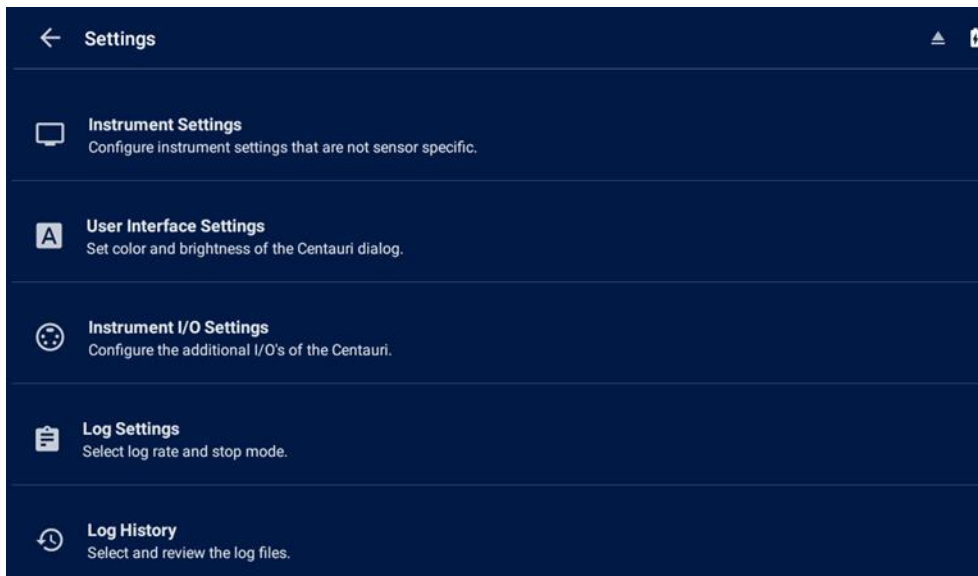 Settings
Instrument Settings
Configure instrument settings that are not sensor specific.
A
User Interface Settings
Set color and brightness of the Centauri dialog.
Instrument I/O Settings
Configure the additional I/O's of the Centauri.
Log Settings
Select log rate and stop mode.
Log History
Select and review the log files.